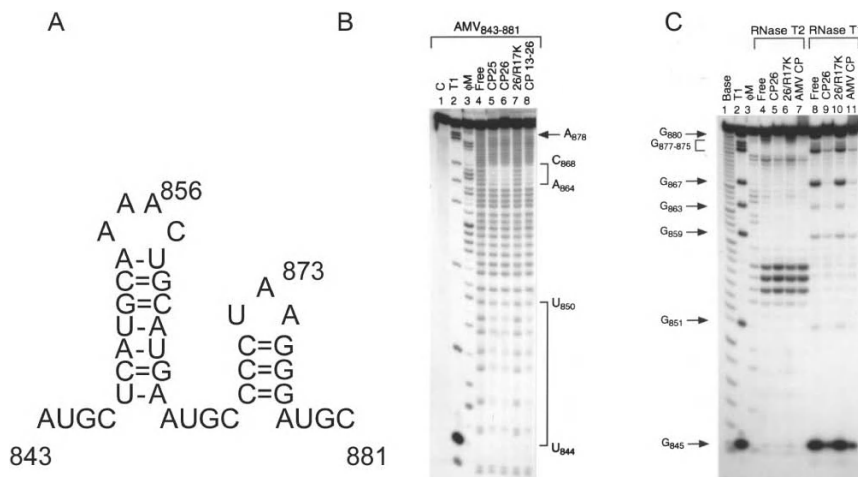 A
A A A 856
A C
A-U
C=G
G=C
U-A
A-U
C=G
U-A
A 873
U A
C=G
C=G
C=G
AUGC AUGC AUGC
843 881
B
AMV843-881
C
T1
φM
Free
CP25
CP26
26/R17K
CP 13-26
1 2 3 4 5 6 7 8
A878
C868
A864
U850
U844
C
RNase T2 RNase T
Base
T1
φM
Free
CP26
26/R17K
AMV CP
Free
CP26
26/R17K
AMV CP
1 2 3 4 5 6 7 8 9 10 11
G880
G877-875
G867
G863
G859
G851
G845